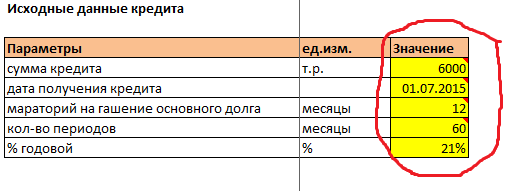 Исходные данные кредита
Параметры ед.изм. Значение
сумма кредита т.р. 6000
дата получения кредита 01.07.2015
мараторий на гашение основного долга месяцы 12
кол-во периодов месяцы 60
% годовой % 21%